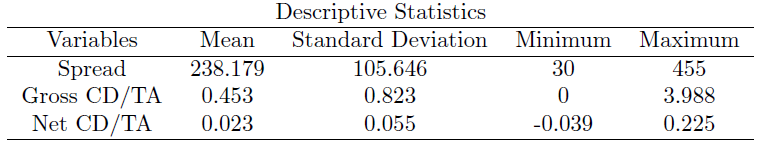 Descriptive Statistics
Variables Mean Standard Deviation Minimum Maximum
Spread 238.179 105.646 30 455
Gross CD/TA 0.453 0.823 0 3.988
Net CD/TA 0.023 0.055 -0.039 0.225